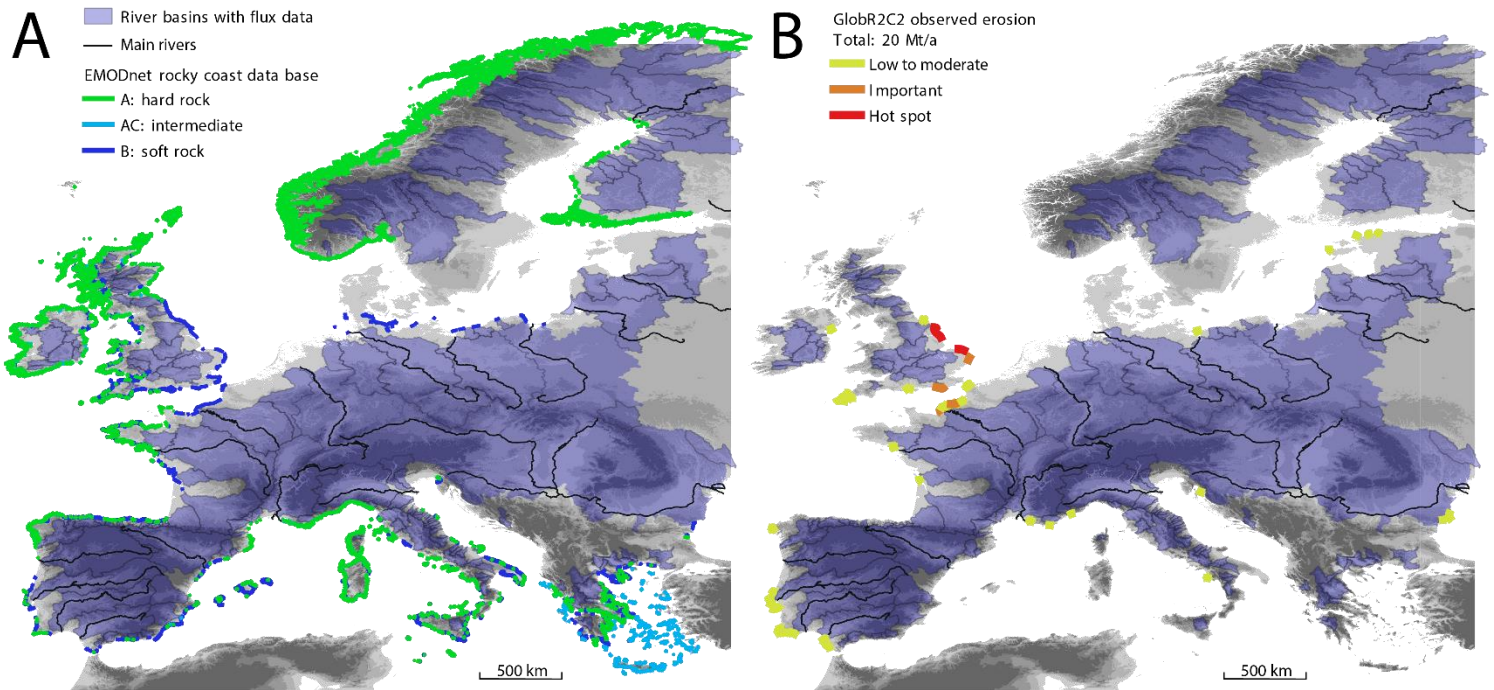 A
River basins with flux data
Main rivers
EMODnet rocky coast data base
A: hard rock
AC: intermediate
B: soft rock
500 km
B
GlobR2C2 observed erosion
Total: 20 Mt/a
Low to moderate
Important
Hot spot
500 km